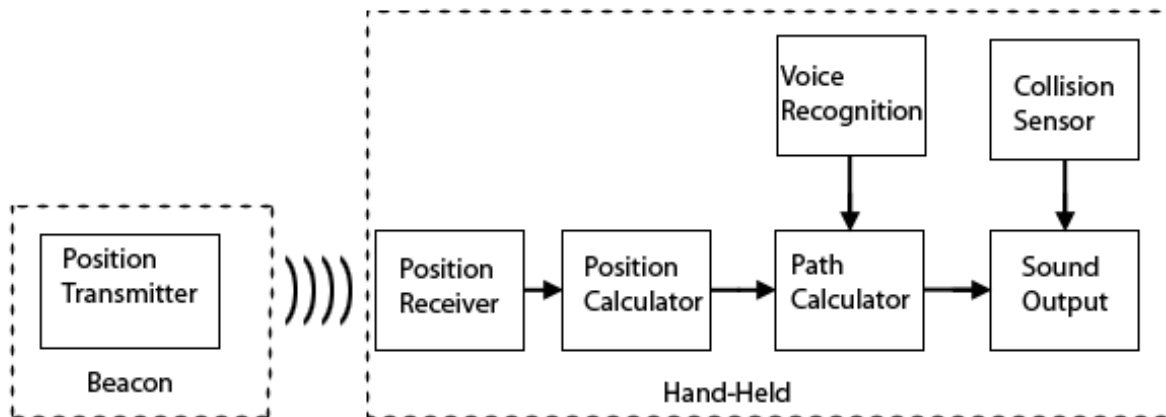 Voice
Recognition
Collision
Sensor
Position
Transmitter
Position
Receiver
Position
Calculator
Path
Calculator
Sound
Output
Beacon
Hand-Held